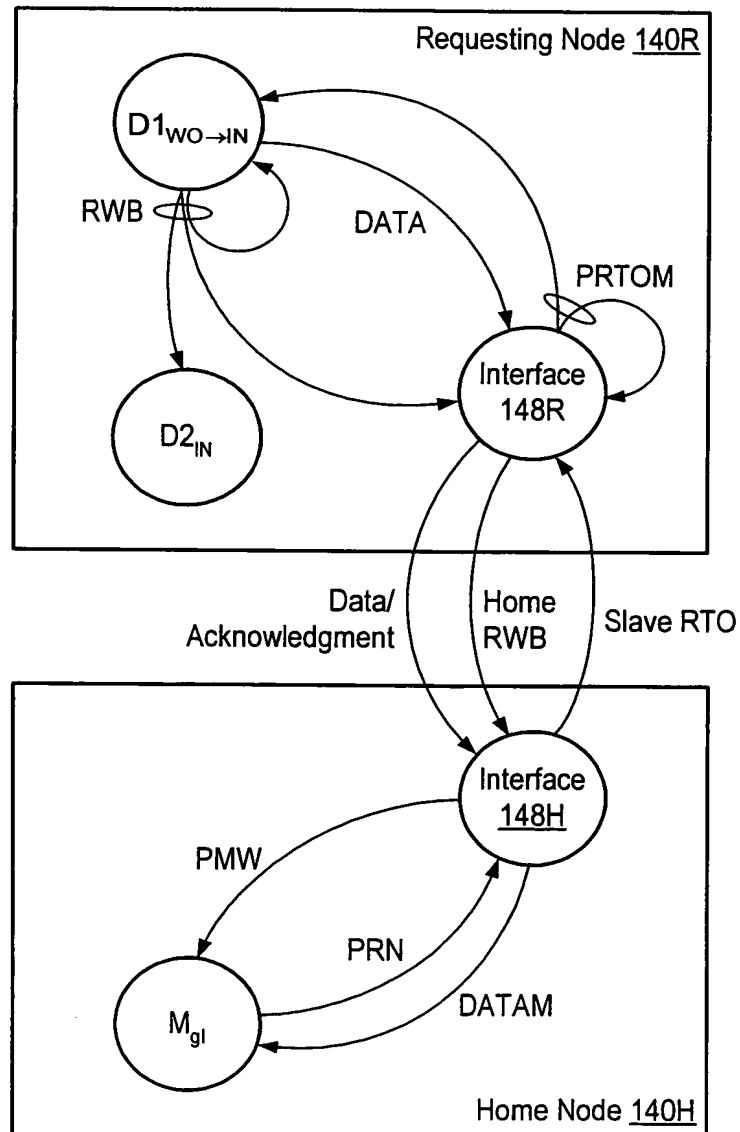 Requesting Node 140R
D1WO→IN
RWB
DATA
PRTOM
Interface
148R
D2IN
Data/
Acknowledgment
Home
RWB
Slave RTO
Interface
148H
PMW
PRN
DATAM
Mgl
Home Node 140H